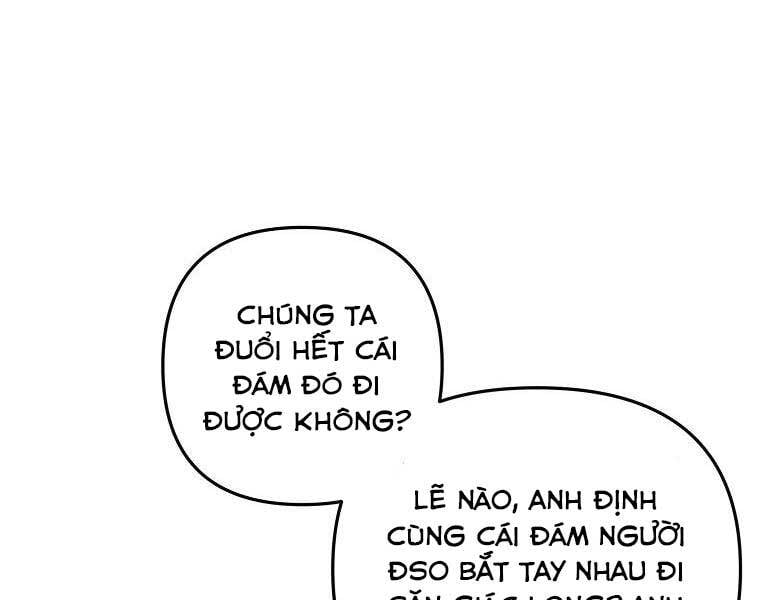 CHÚNG TA
ĐUỔI HẾT CÁI
ĐÁM ĐÓ ĐI
ĐƯỢC KHÔNG?
LẼ NÀO, ANH ĐỊNH
CÙNG CÁI ĐÁM NGƯỜI
ĐSO BẮT TAY NHAU ĐI